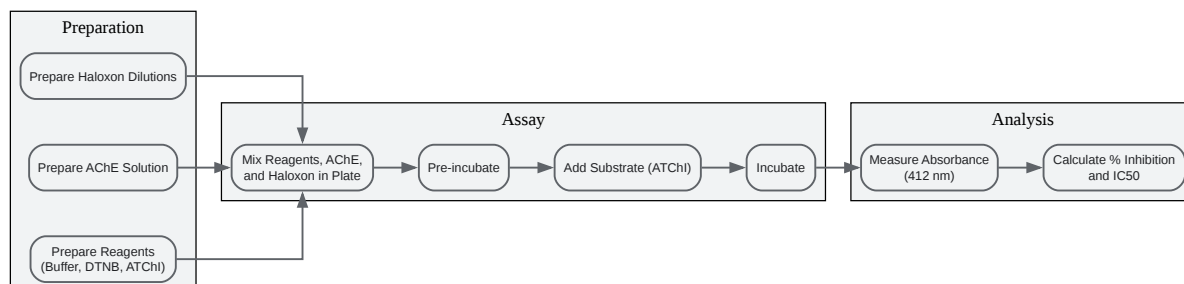 Preparation
Prepare Haloxon Dilutions
Prepare AChE Solution
Prepare Reagents
(Buffer, DTNB, ATChI)
Assay
Mix Reagents, AChE,
and Haloxon in Plate
Pre-incubate
Add Substrate (ATChI)
Incubate
Analysis
Measure Absorbance
(412 nm)
Calculate % Inhibition
and IC50